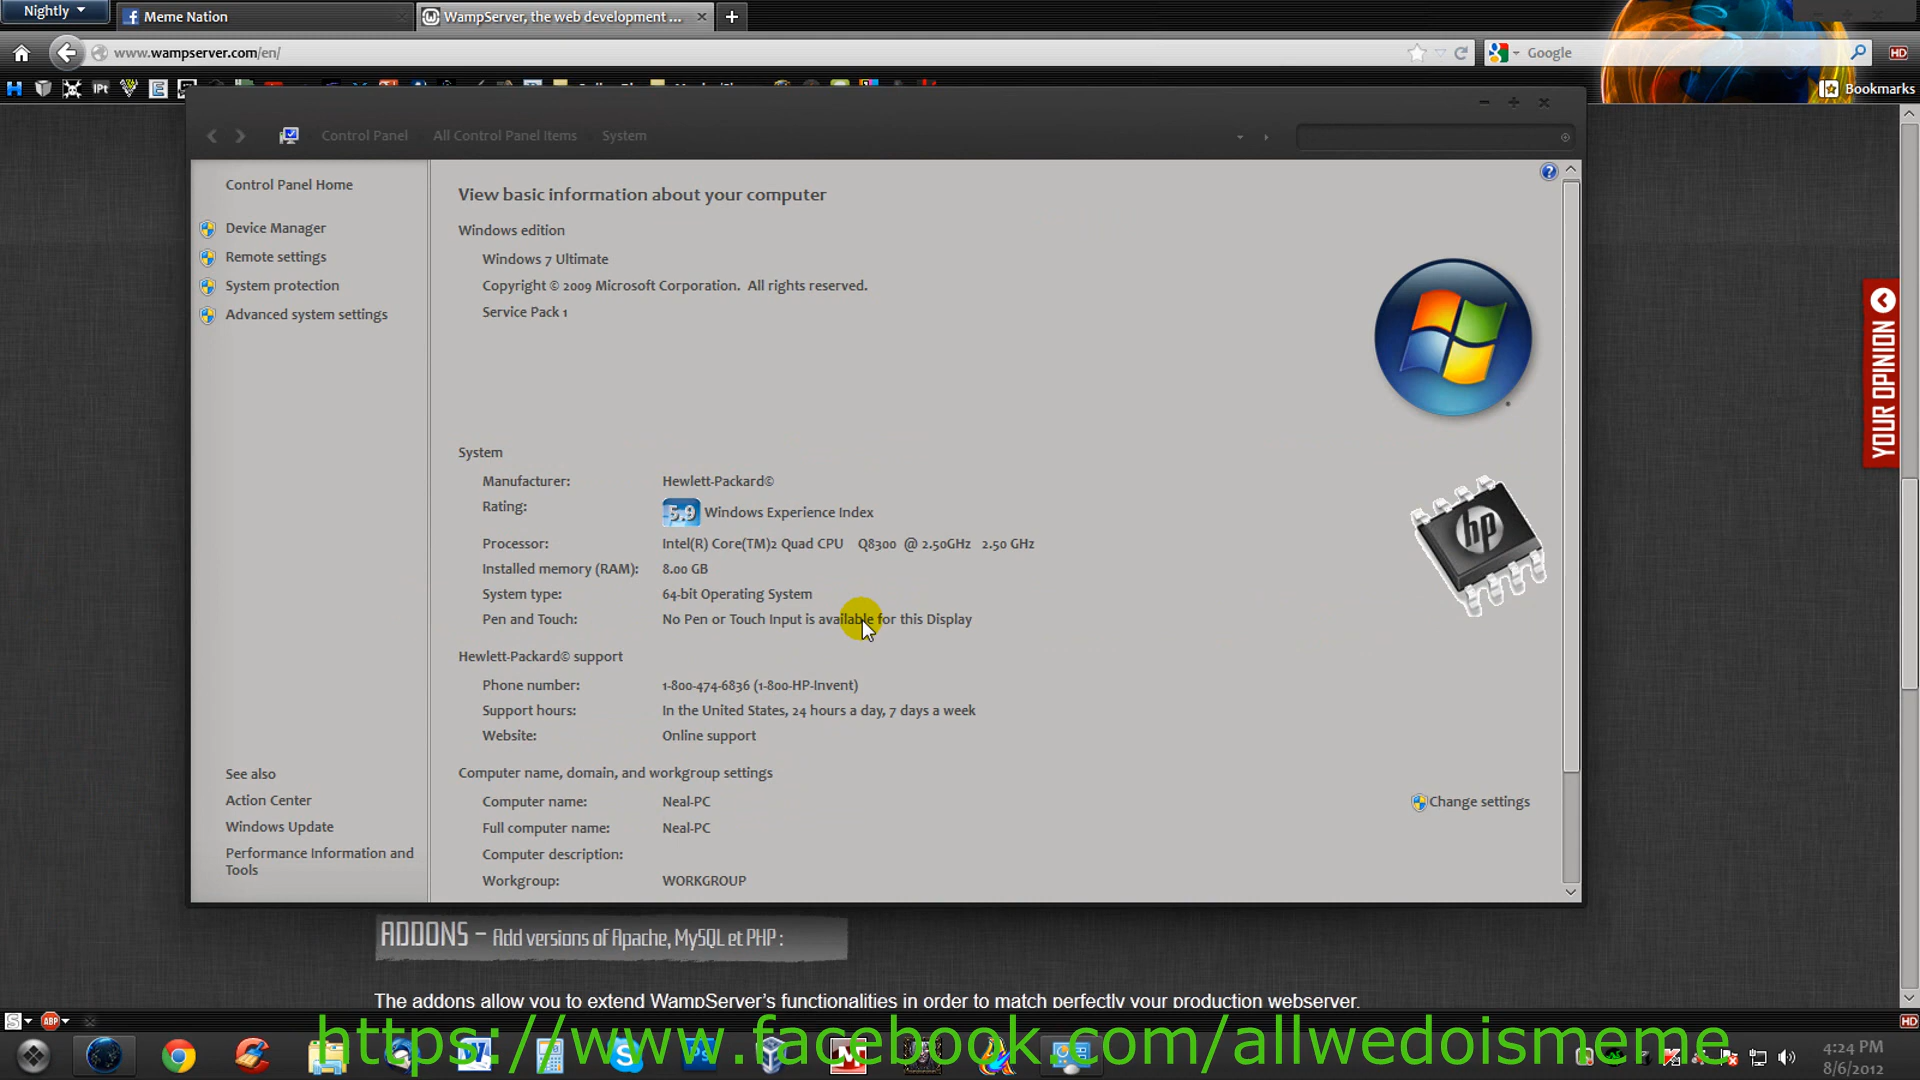 Nightly
Meme Nation
WampServer, the web development ...
www.wampserver.com/en/
Google
HD
IPt
Bookmarks
Control Panel
All Control Panel Items
System
Control Panel Home
Device Manager
Remote settings
System protection
Advanced system settings
View basic information about your computer
Windows edition
Windows 7 Ultimate
Copyright © 2009 Microsoft Corporation. All rights reserved.
Service Pack 1
System
Manufacturer: Hewlett-Packard©
Rating: 5.9 Windows Experience Index
Processor: Intel(R) Core(TM)2 Quad CPU Q8300 @ 2.50GHz 2.50 GHz
Installed memory (RAM): 8.00 GB
System type: 64-bit Operating System
Pen and Touch: No Pen or Touch Input is available for this Display
hp
Hewlett-Packard© support
Phone number: 1-800-474-6836 (1-800-HP-Invent)
Support hours: In the United States, 24 hours a day, 7 days a week
Website: Online support
Computer name, domain, and workgroup settings
Computer name: Neal-PC
Change settings
Full computer name: Neal-PC
Computer description:
Workgroup: WORKGROUP
See also
Action Center
Windows Update
Performance Information and
Tools
YOUR OPINION
ADDONS – Add versions of Apache, MySQL et PHP :
The addons allow you to extend WampServer's functionalities in order to match perfectly your production webserver.
S
ABP
HD
https://www.facebook.com/allwedoismeme
4:24 PM
8/6/2012